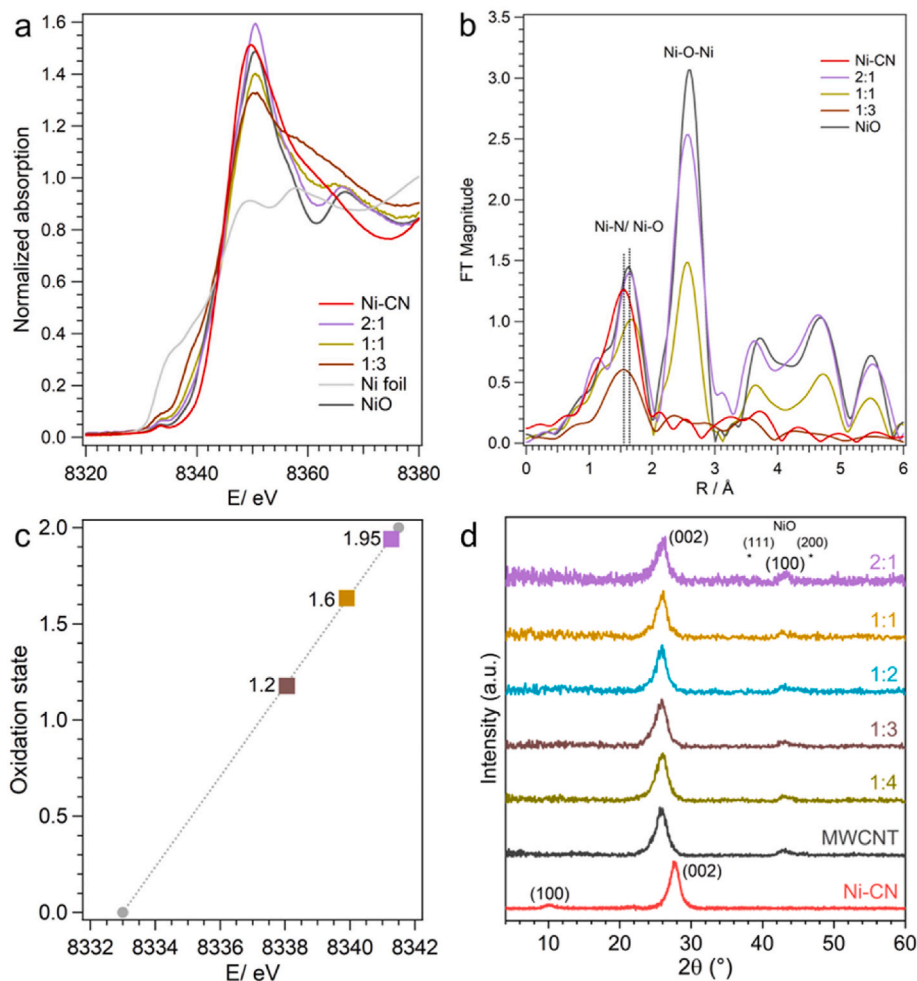 a
Normalized absorption
1.6
1.4
1.2
1.0
0.8
0.6
0.4
0.2
0.0
Ni-CN
2:1
1:1
1:3
Ni foil
NiO
8320 8340 8360 8380
E/ eV
b
FT Magnitude
3.5
3.0
2.5
2.0
1.5
1.0
0.5
0.0
Ni-O-Ni
Ni-N/ Ni-O
Ni-CN
2:1
1:1
1:3
NiO
0 1 2 3 4 5 6
R / Å
c
Oxidation state
2.0
1.5
1.0
0.5
0.0
1.95
1.6
1.2
8332 8334 8336 8338 8340 8342
E/ eV
d
Intensity (a.u.)
(002)
NiO
(111) (200)
* (100) *
2:1
1:1
1:2
1:3
1:4
MWCNT
(002)
(100)
Ni-CN
10 20 30 40 50 60
2θ (°)